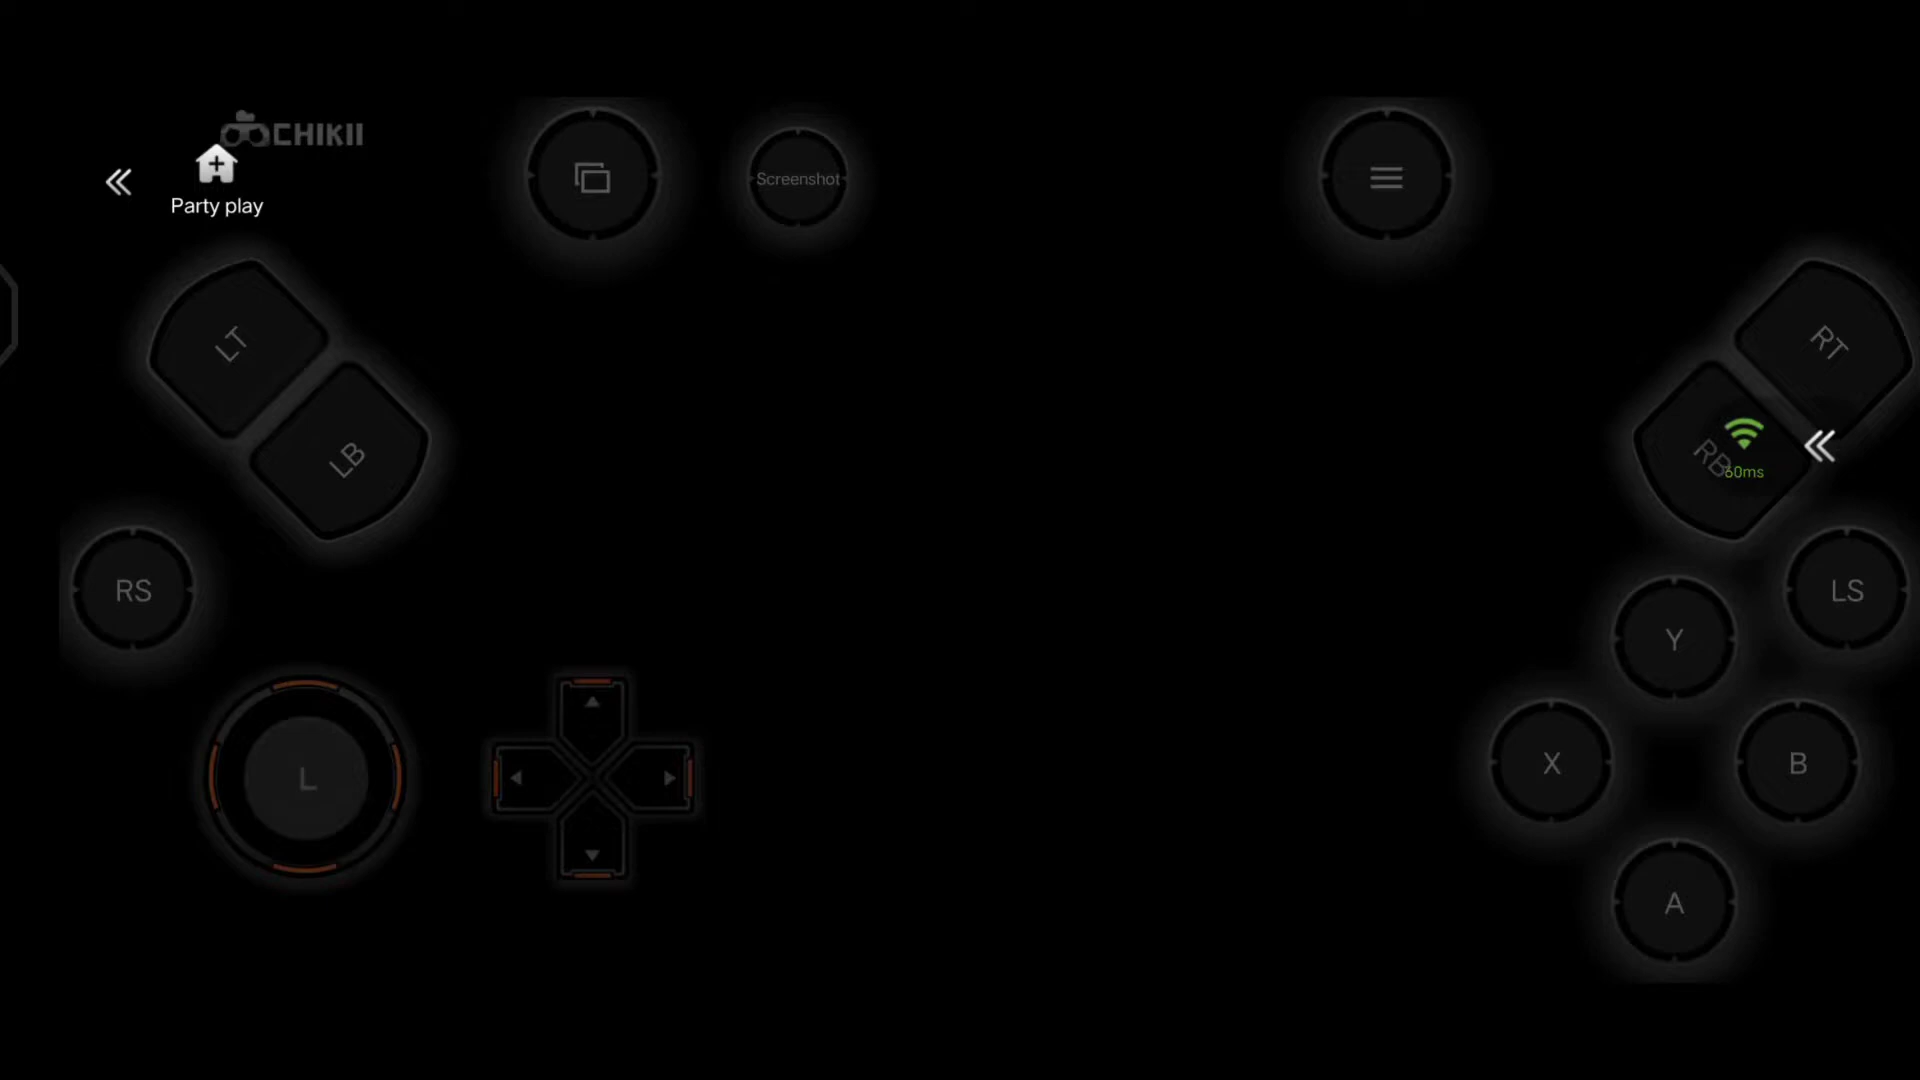 CHIKII
Party play
Screenshot
LT
RT
LB
RB
60ms
RS
LS
Y
L
X
B
A